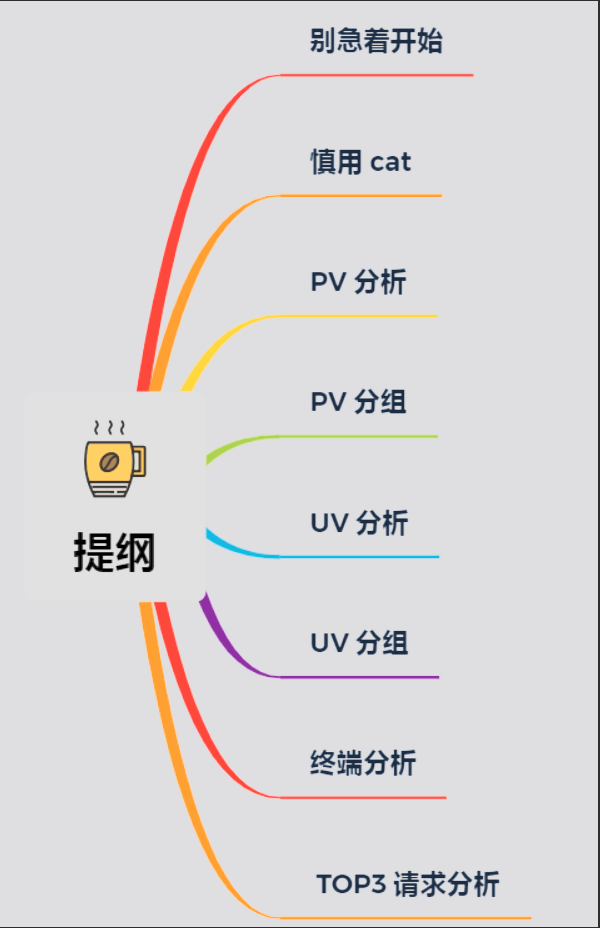 别急着开始
慎用 cat
PV 分析
PV 分组
UV 分析
提纲
UV 分组
终端分析
TOP3 请求分析